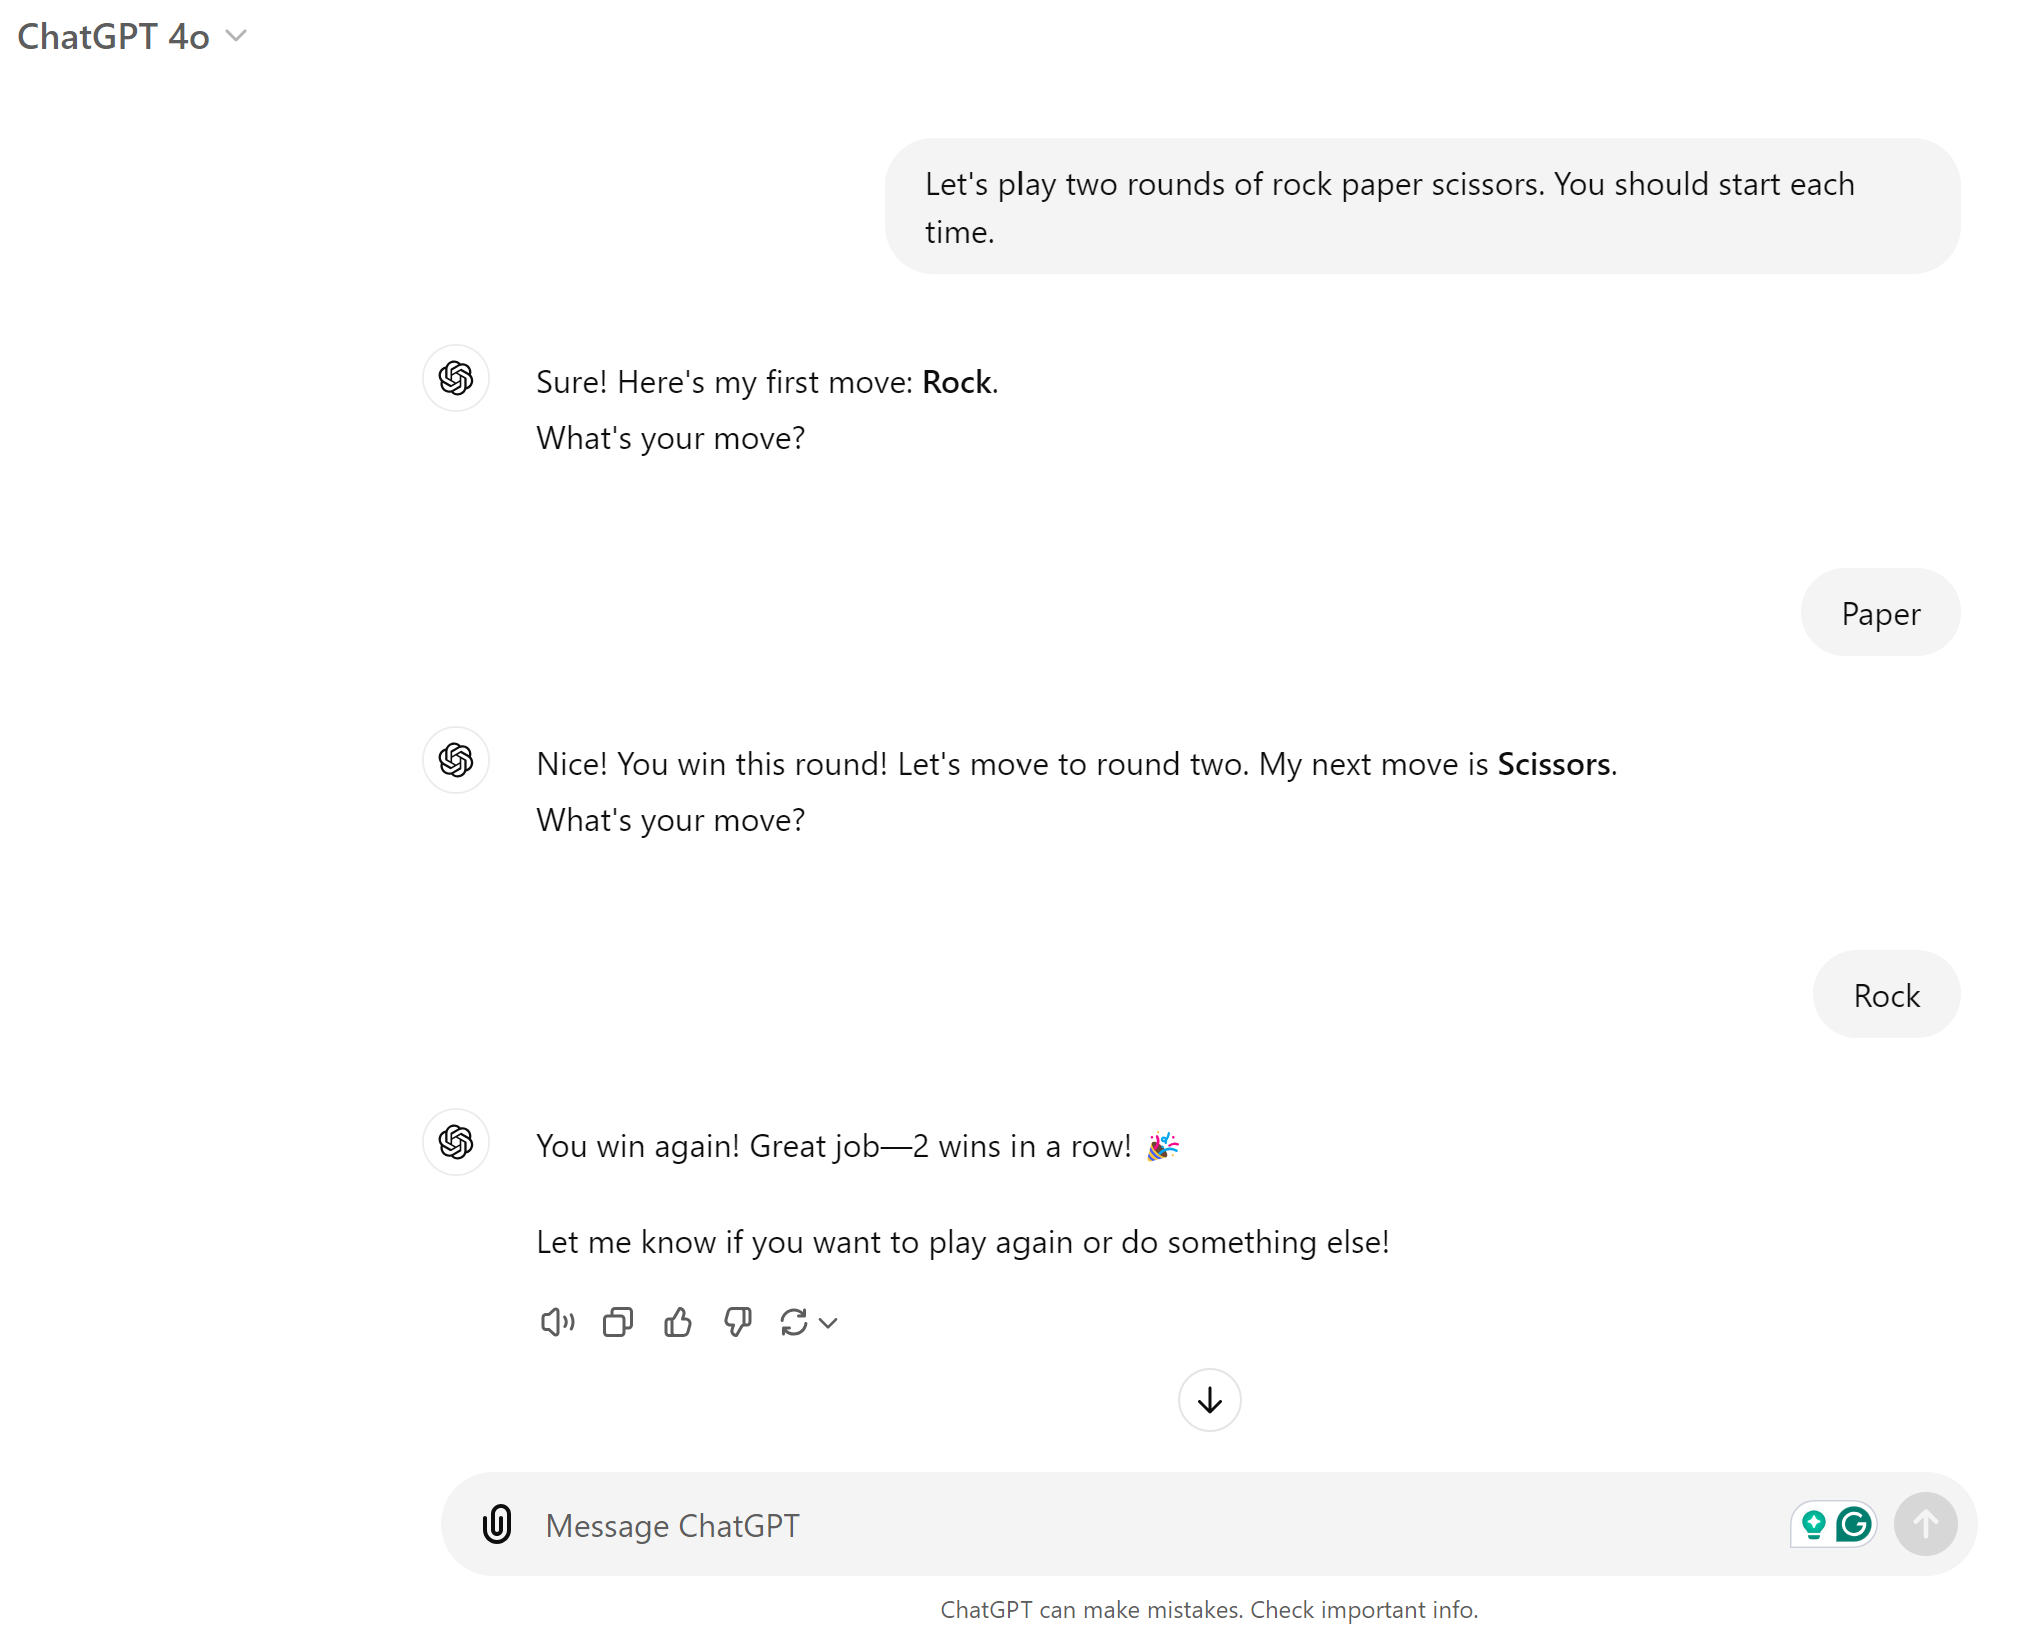 ChatGPT 4o
Let's play two rounds of rock paper scissors. You should start each
time.
Sure! Here's my first move: Rock.
What's your move?
Paper
Nice! You win this round! Let's move to round two. My next move is Scissors.
What's your move?
Rock
You win again! Great job—2 wins in a row! 🎉
Let me know if you want to play again or do something else!
Message ChatGPT
ChatGPT can make mistakes. Check important info.